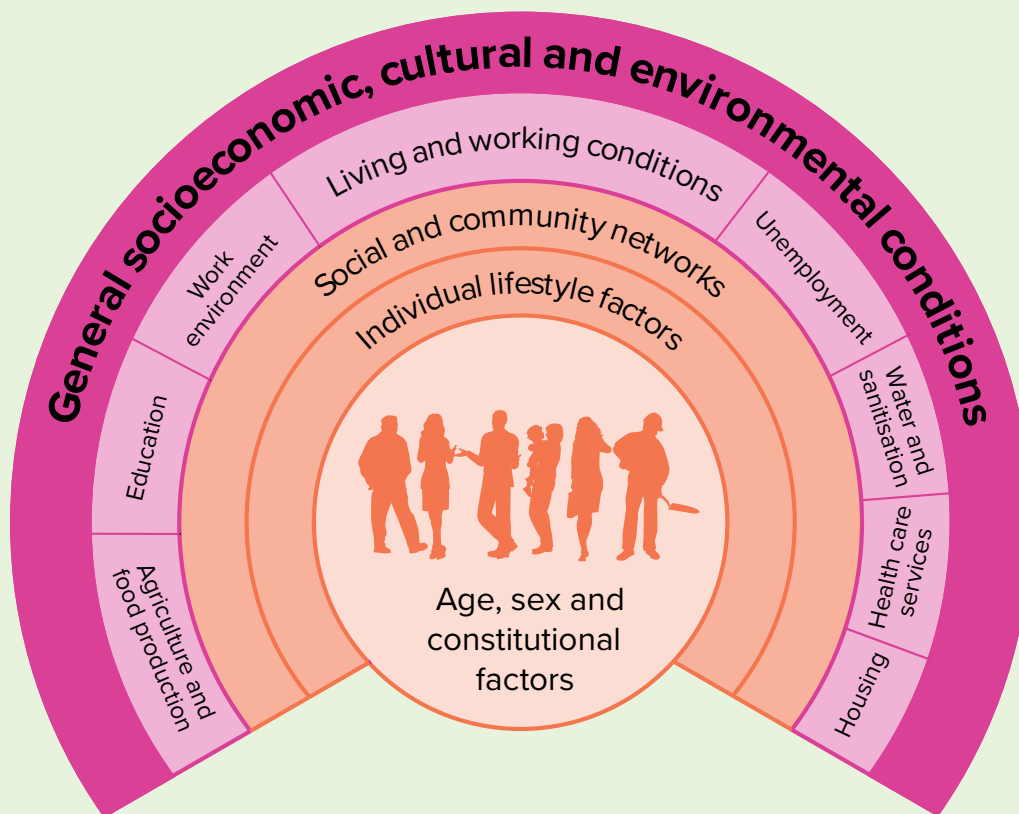 General socioeconomic, cultural and environmental conditions
Living and working conditions
Agriculture and
food production
Education
Work
environment
Unemployment
Water and
sanitisation
Health care
services
Housing
Social and community networks
Individual lifestyle factors
Age, sex and
constitutional
factors